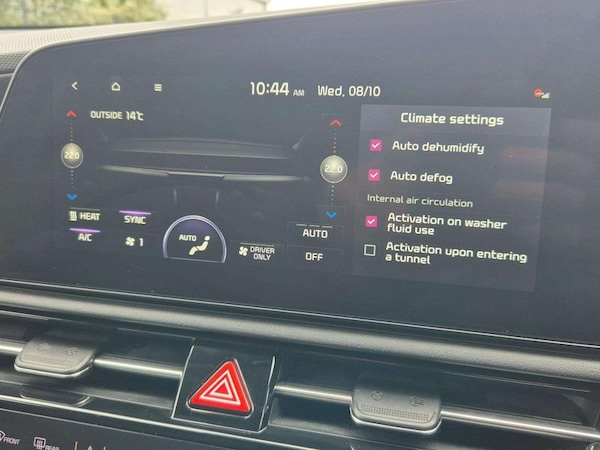 10:44 AM Wed, 08/10
OUTSIDE 14°C
Climate settings
Auto dehumidify
Auto defog
Internal air circulation
Activation on washer
fluid use
Activation upon entering
a tunnel
22.0
22.0
HEAT SYNC
A/C 1
AUTO
DRIVER
ONLY
AUTO
OFF
FRONT
REAR